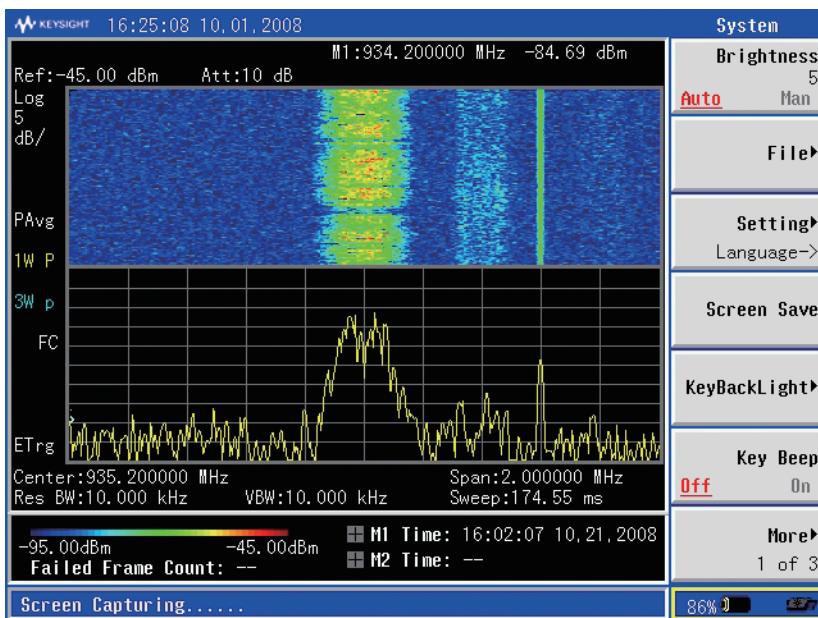 KEYSIGHT 16:25:08 10,01,2008
System
M1:934.200000 MHz -84.69 dBm
Ref:-45.00 dBm Att:10 dB
Log
5
dB/
PAvg
1W P
3W p
FC
ETrg
Center:935.200000 MHz Span:2.000000 MHz
Res BW:10.000 kHz VBW:10.000 kHz Sweep:174.55 ms
-95.00dBm -45.00dBm
Failed Frame Count: --
M1 Time: 16:02:07 10,21,2008
M2 Time: --
Screen Capturing......
Brightness
5
Auto Man
File
Setting
Language->
Screen Save
KeyBackLight
Key Beep
Off On
More
1 of 3
86%